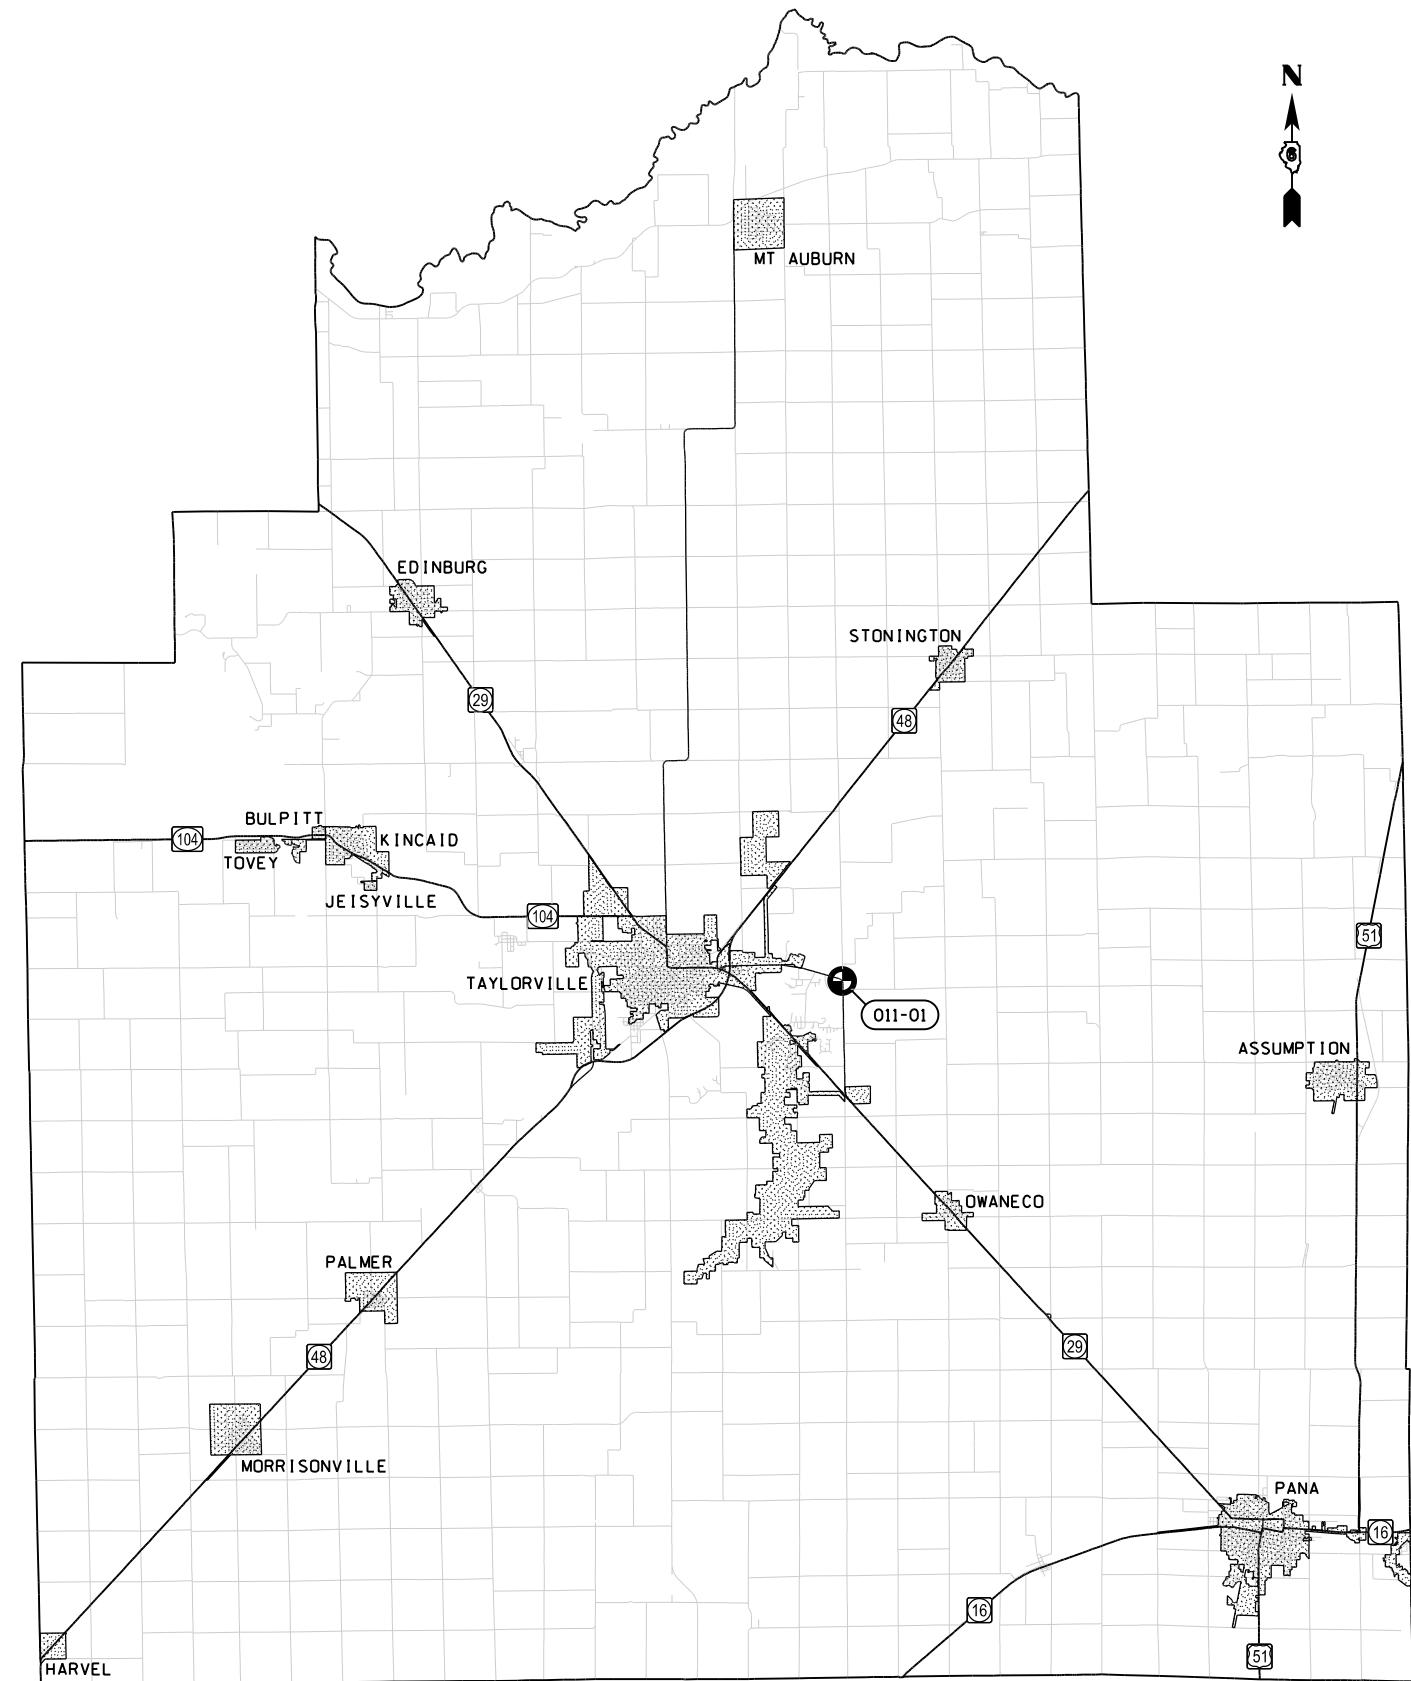 N
6
MT AUBURN
EDINBURG
STONINGTON
29
48
BULPITT
104
KINCAID
TOVEY
JEISYVILLE
104
51
TAYLORVILLE
011-01
ASSUMPTION
OWANECO
PALMER
29
48
MORRISONVILLE
PANA
16
16
51
HARVEL